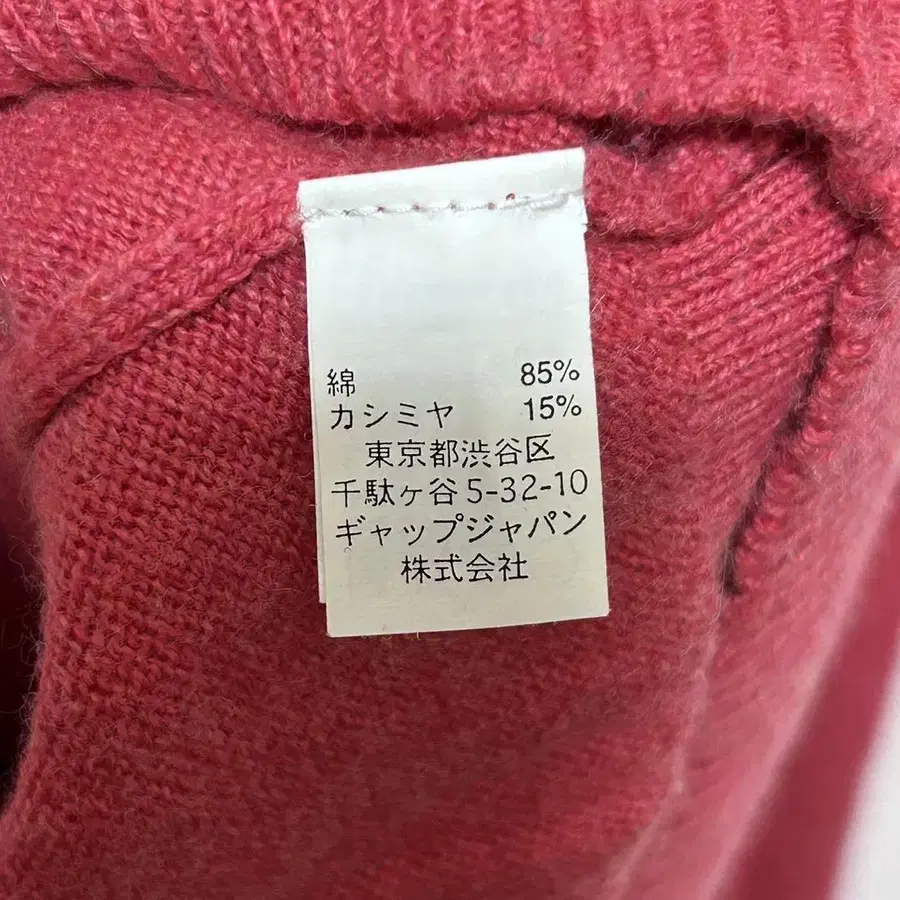 綿 85%
カシミヤ 15%
東京都渋谷区
千駄ヶ谷5-32-10
ギャップジャパン
株式会社